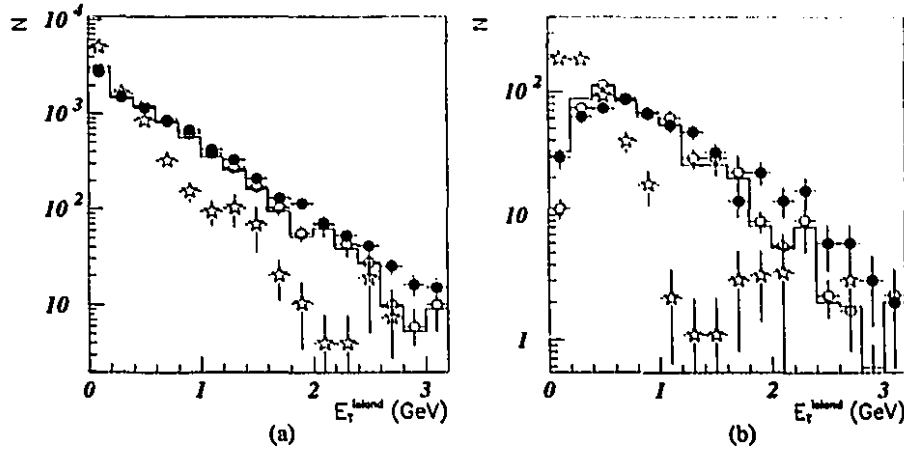 N
10^4
10^3
10^2
10
0 1 2 3
E_T^island (GeV)
(a)
N
10^2
10
1
0 1 2 3
E_T^island (GeV)
(b)